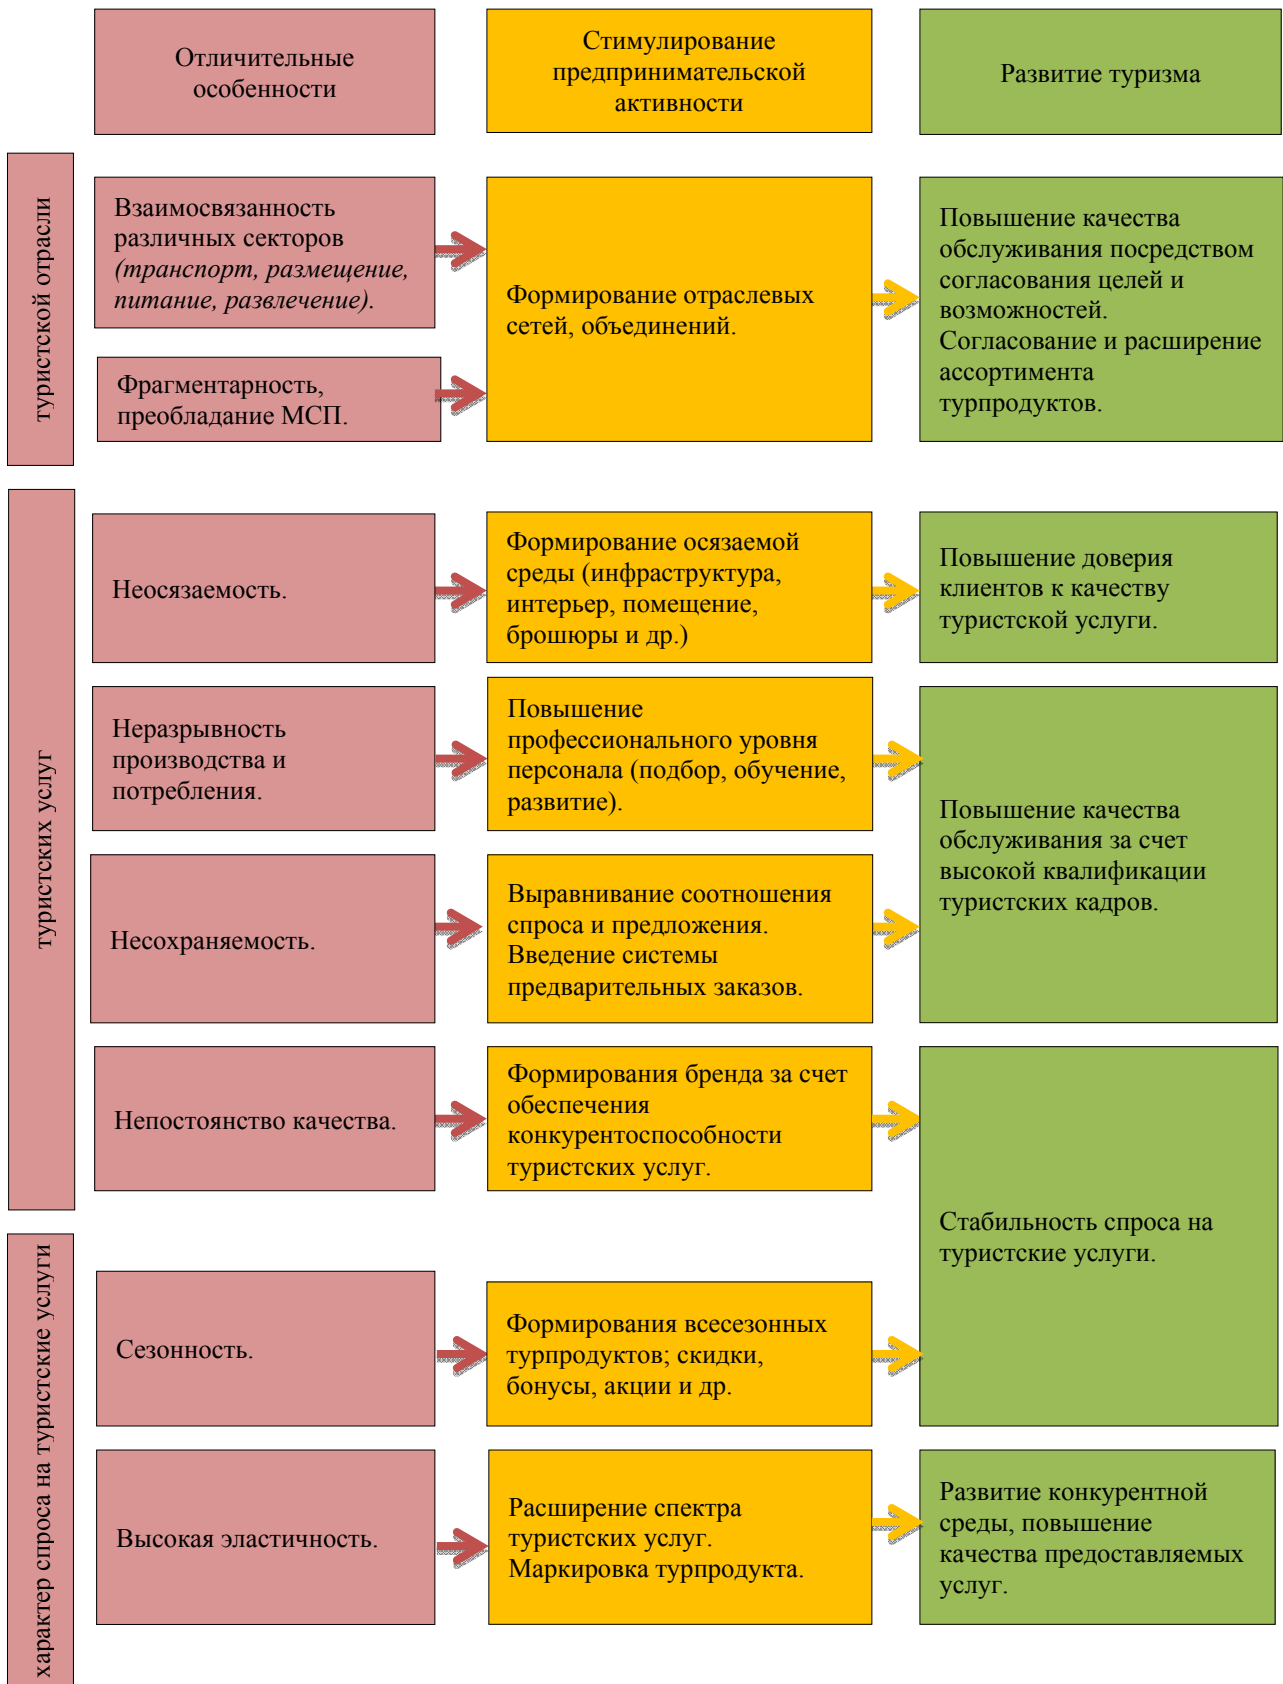 Отличительные
особенности
Стимулирование
предпринимательской
активности
Развитие туризма
туристской отрасли
Взаимосвязанность
различных секторов
(транспорт, размещение,
питание, развлечение).
Фрагментарность,
преобладание МСП.
Формирование отраслевых
сетей, объединений.
Повышение качества
обслуживания посредством
согласования целей и
возможностей.
Согласование и расширение
ассортимента
турпродуктов.
туристских услуг
Неосязаемость.
Формирование осязаемой
среды (инфраструктура,
интерьер, помещение,
брошюры и др.)
Повышение доверия
клиентов к качеству
туристской услуги.
Неразрывность
производства и
потребления.
Повышение
профессионального уровня
персонала (подбор, обучение,
развитие).
Повышение качества
обслуживания за счет
высокой квалификации
туристских кадров.
Несохраняемость.
Выравнивание соотношения
спроса и предложения.
Введение системы
предварительных заказов.
Непостоянство качества.
Формирования бренда за счет
обеспечения
конкурентоспособности
туристских услуг.
Стабильность спроса на
туристские услуги.
характер спроса на туристские услуги
Сезонность.
Формирования всесезонных
турпродуктов; скидки,
бонусы, акции и др.
Высокая эластичность.
Расширение спектра
туристских услуг.
Маркировка турпродукта.
Развитие конкурентной
среды, повышение
качества предоставляемых
услуг.